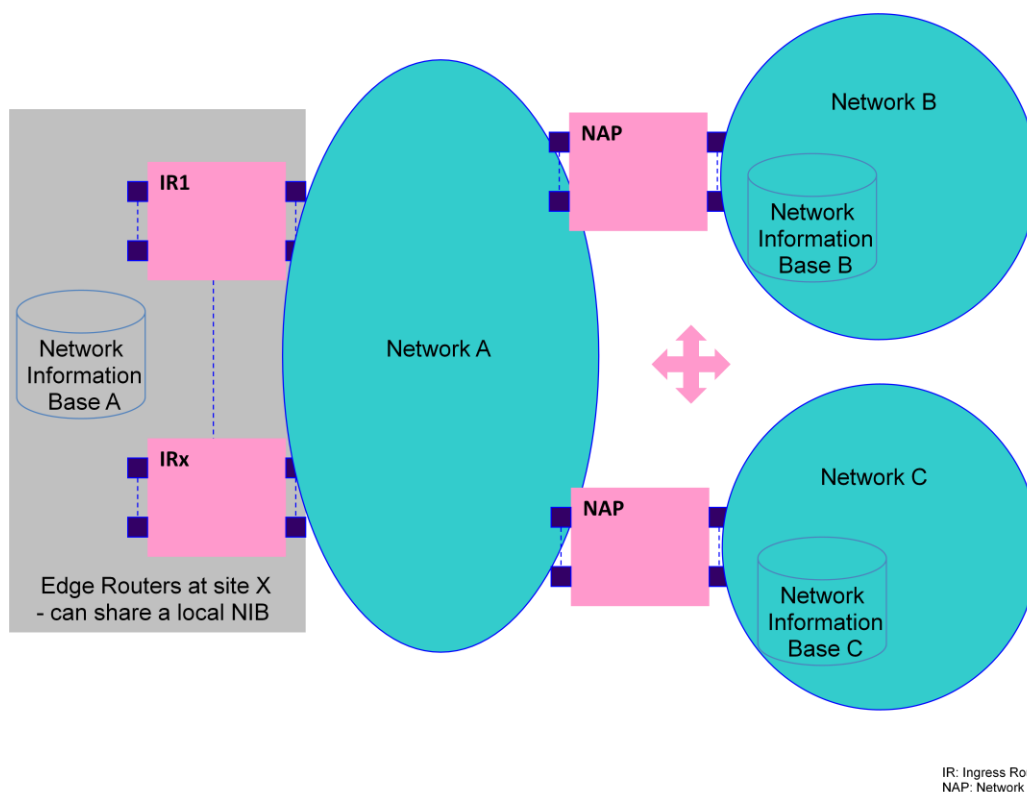 IR1
Network
Information
Base A
IRx
Edge Routers at site X
- can share a local NIB
Network A
NAP
Network B
Network
Information
Base B
NAP
Network C
Network
Information
Base C
IR: Ingress
NAP: Network